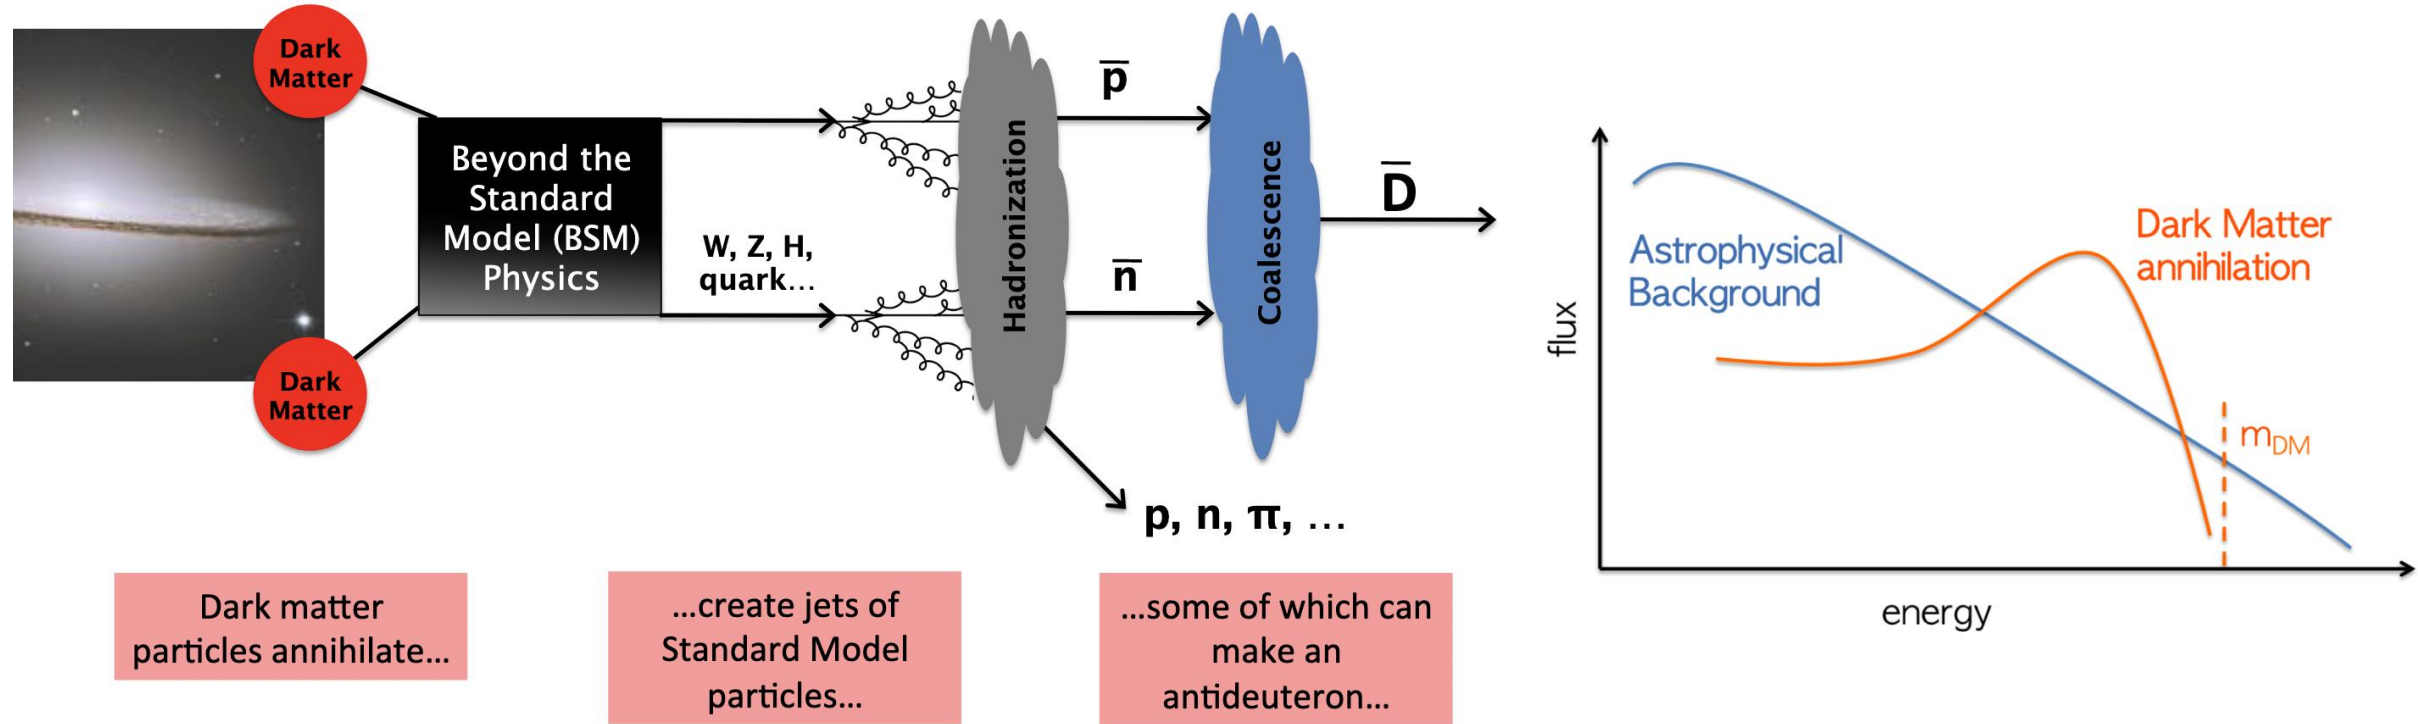 Dark
Matter
Dark
Matter
Beyond the
Standard
Model (BSM)
Physics
W, Z, H,
quark...
Hadronization
p̅
n̅
p, n, π, ...
Coalescence
D̅
Dark matter
particles annihilate...
...create jets of
Standard Model
particles...
...some of which can
make an
antideuteron...
flux
Astrophysical
Background
Dark Matter
annihilation
m_DM
energy